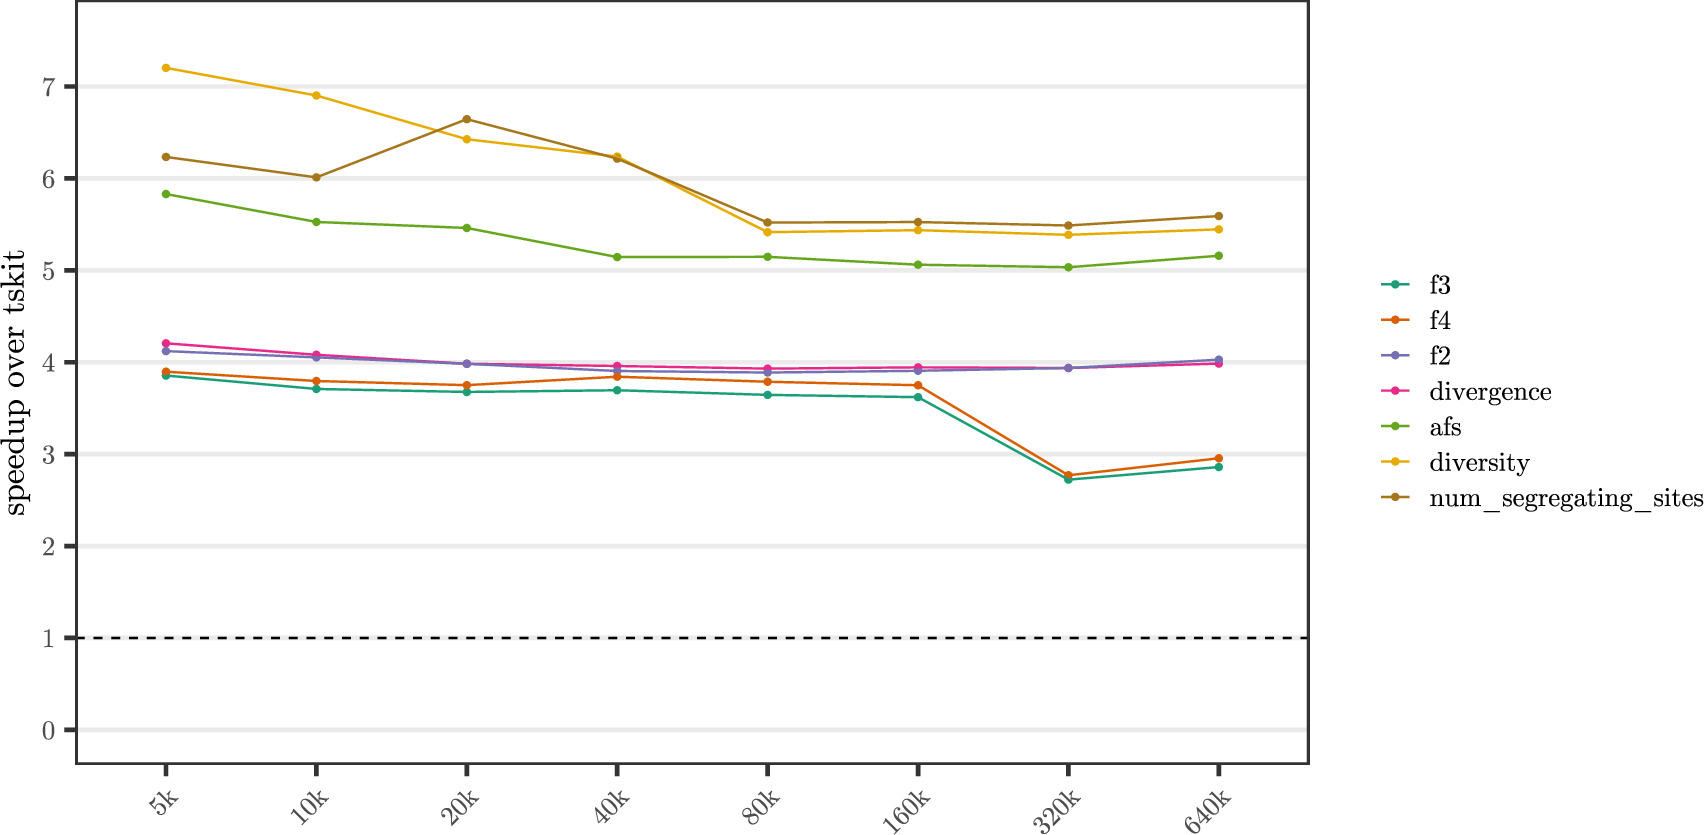 speedup over tskit
7
6
5
4
3
2
1
0
5k
10k
20k
40k
80k
160k
320k
640k
f3
f4
f2
divergence
afs
diversity
num_segregating_sites